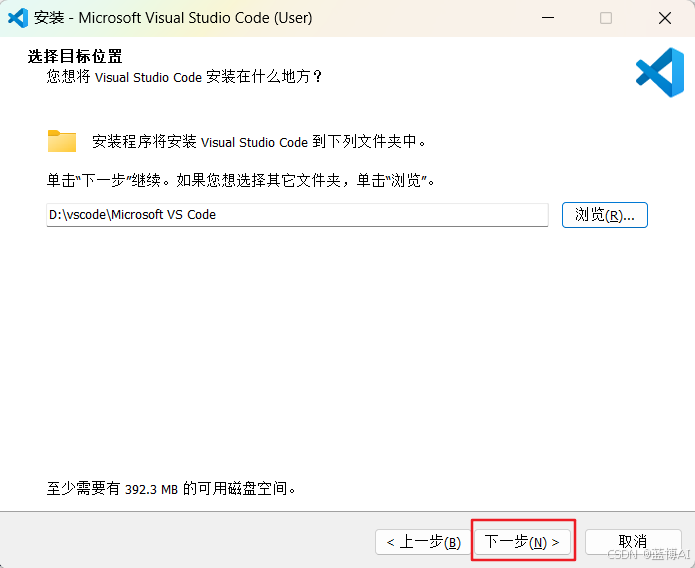 安装 - Microsoft Visual Studio Code (User)
选择目标位置
您想将 Visual Studio Code 安装在什么地方？
安装程序将安装 Visual Studio Code 到下列文件夹中。
单击“下一步”继续。如果您想选择其它文件夹，单击“浏览”。
D:\vscode\Microsoft VS Code
浏览(R)...
至少需要有 392.3 MB 的可用磁盘空间。
< 上一步(B)
下一步(N) >
取消
CSDN @蓝博AI